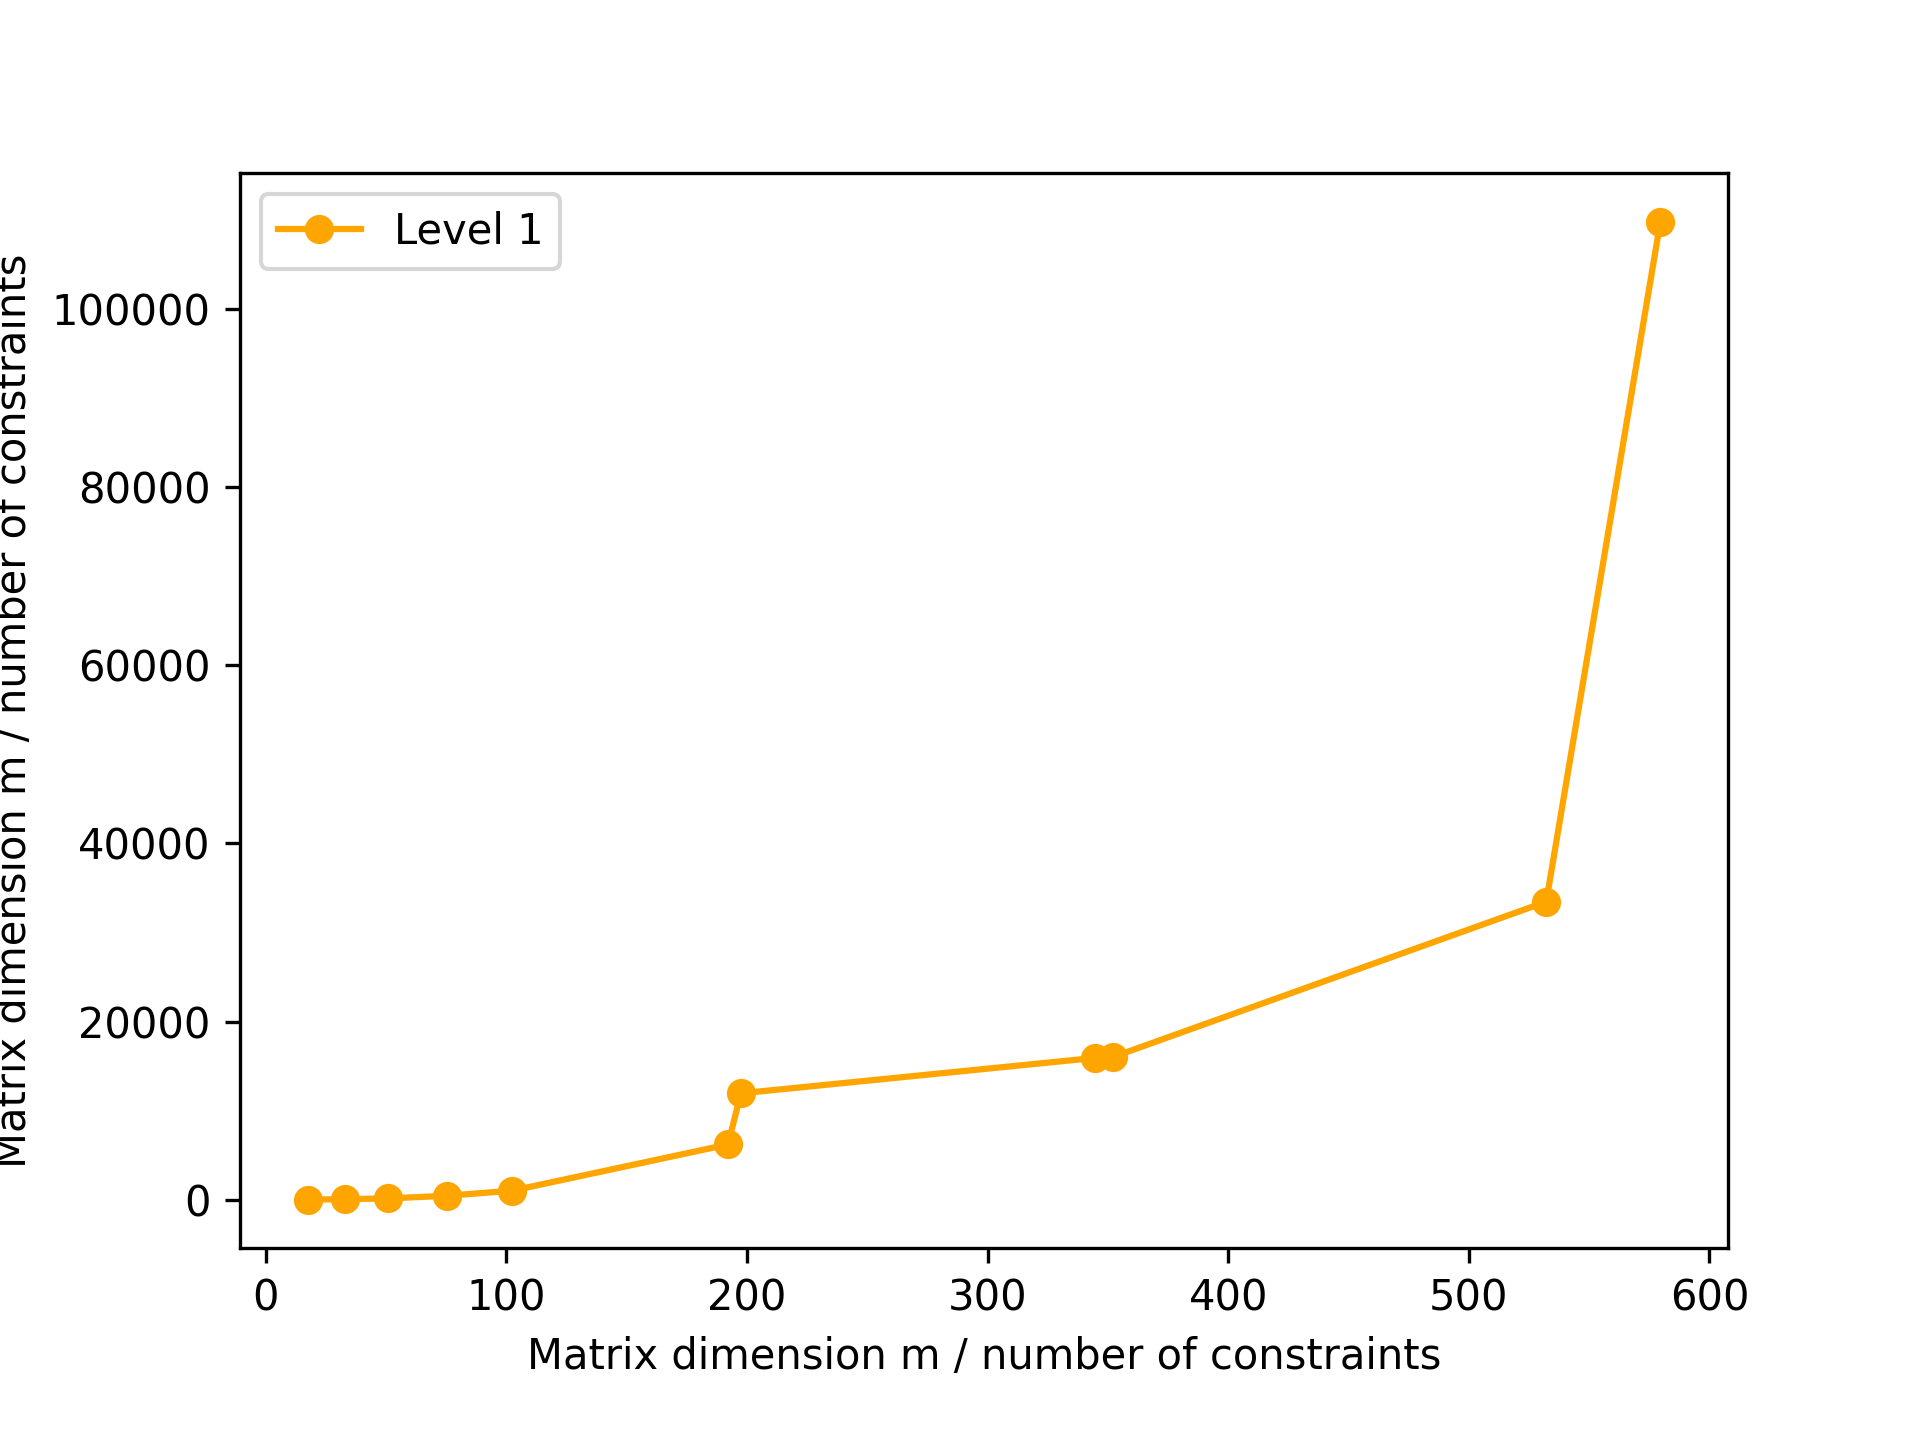 Level 1
Matrix dimension m / number of constraints
100000
80000
60000
40000
20000
0
0 100 200 300 400 500 600
Matrix dimension m / number of constraints